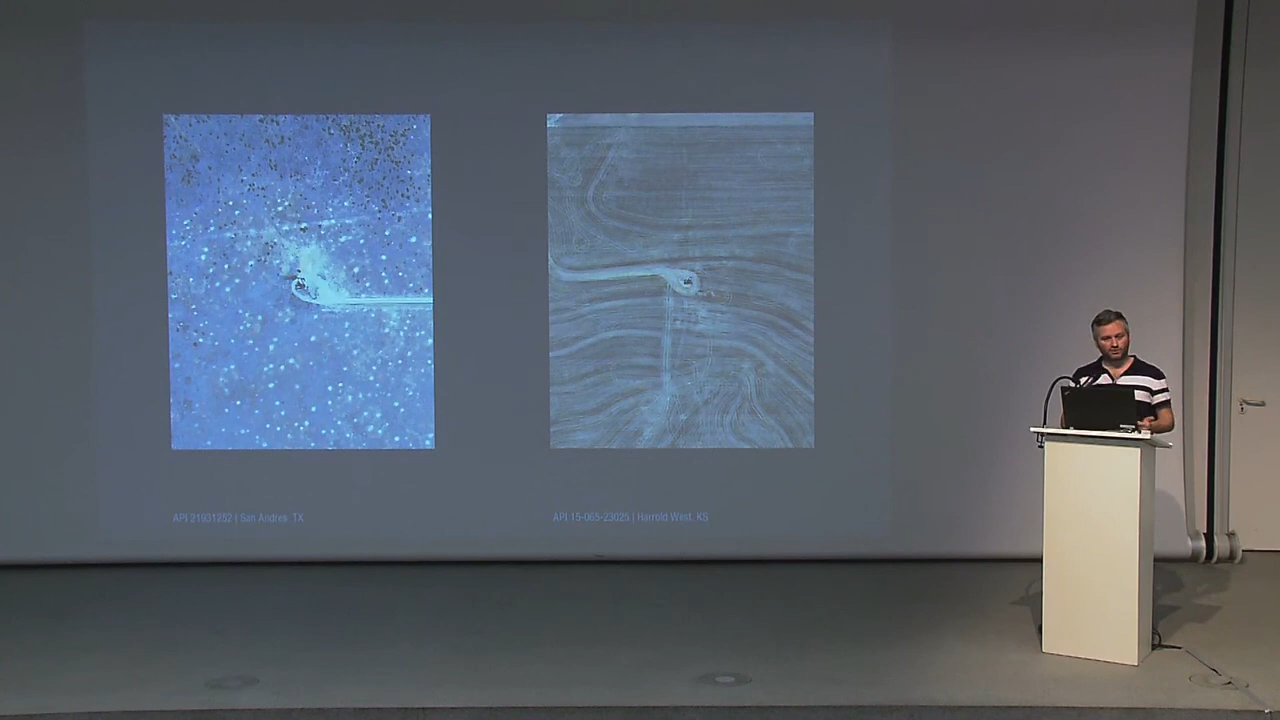 API 21931252 | San Andres, TX
API 15-065-23025 | Harrold West, KS